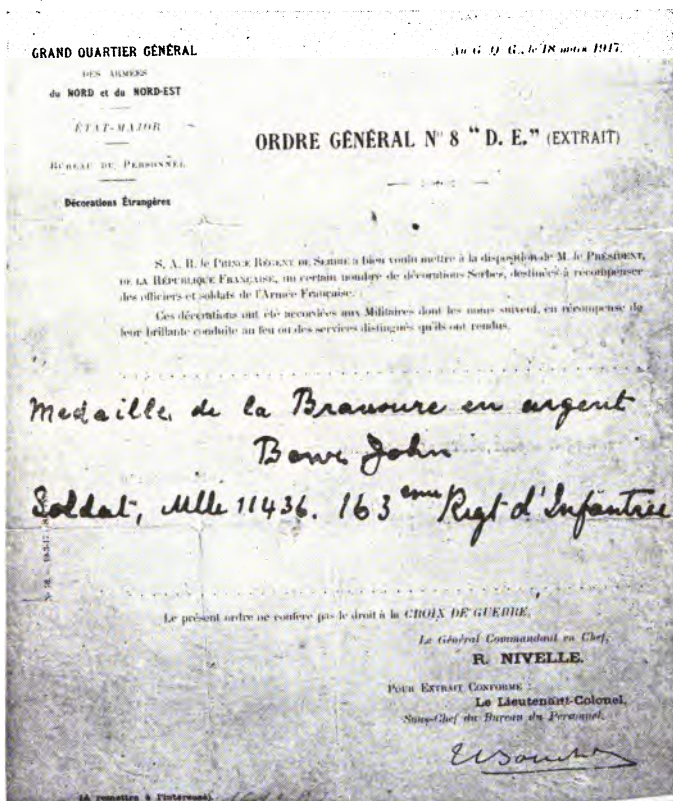 GRAND QUARTIER GÉNÉRAL
Au G. Q. G., le 18 mars 1917.
DES ARMÉES
du NORD et du NORD-EST
ÉTAT-MAJOR
BUREAU DU PERSONNEL
Décorations Étrangères
ORDRE GÉNÉRAL N° 8 " D. E." (EXTRAIT)
S. A. R. le PRINCE RÉGENT DE SERBIE a bien voulu mettre à la disposition de M. le PRÉSIDENT,
DE LA RÉPUBLIQUE FRANÇAISE, un certain nombre de décorations Serbes, destinées à récompenser
des officiers et soldats de l'Armée Française.
Ces décorations ont été accordées aux Militaires dont les noms suivent, en récompense de
leur brillante conduite au feu ou des services distingués qu'ils ont rendus.
Medaille de la Bravoure en argent
Bowe John
Soldat, Mlle 11436. 163 eme Regt d'Infantrie
Le présent ordre ne confère pas le droit à la CROIX DE GUERRE.
Le Général Commandant en Chef,
R. NIVELLE.
POUR EXTRAIT CONFORME :
Le Lieutenant-Colonel,
Sous-Chef du Bureau du Personnel,
(A remettre à l'intéressé).